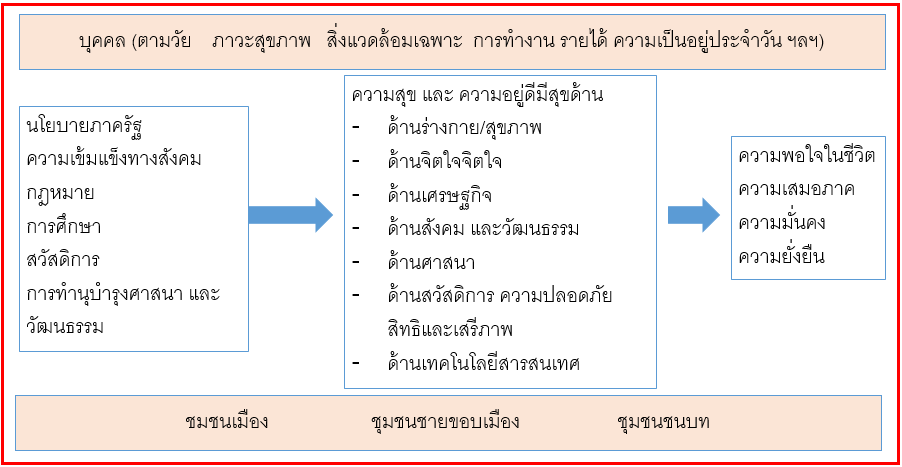 บุคคล (ตามวัย ภาวะสุขภาพ สิ่งแวดล้อมเฉพาะ การทำงาน รายได้ ความเป็นอยู่ประจำวัน ฯลฯ)
นโยบายภาครัฐ
ความเข้มแข็งทางสังคม
กฎหมาย
การศึกษา
สวัสดิการ
การทำนุบำรุงศาสนา และ
วัฒนธรรม
ความสุข และ ความอยู่ดีมีสุขด้าน
- ด้านร่างกาย/สุขภาพ
- ด้านจิตใจจิตใจ
- ด้านเศรษฐกิจ
- ด้านสังคม และวัฒนธรรม
- ด้านศาสนา
- ด้านสวัสดิการ ความปลอดภัย
สิทธิและเสรีภาพ
- ด้านเทคโนโลยีสารสนเทศ
ความพอใจในชีวิต
ความเสมอภาค
ความมั่นคง
ความยั่งยืน
ชุมชนเมือง ชุมชนชายขอบเมือง ชุมชนชนบท